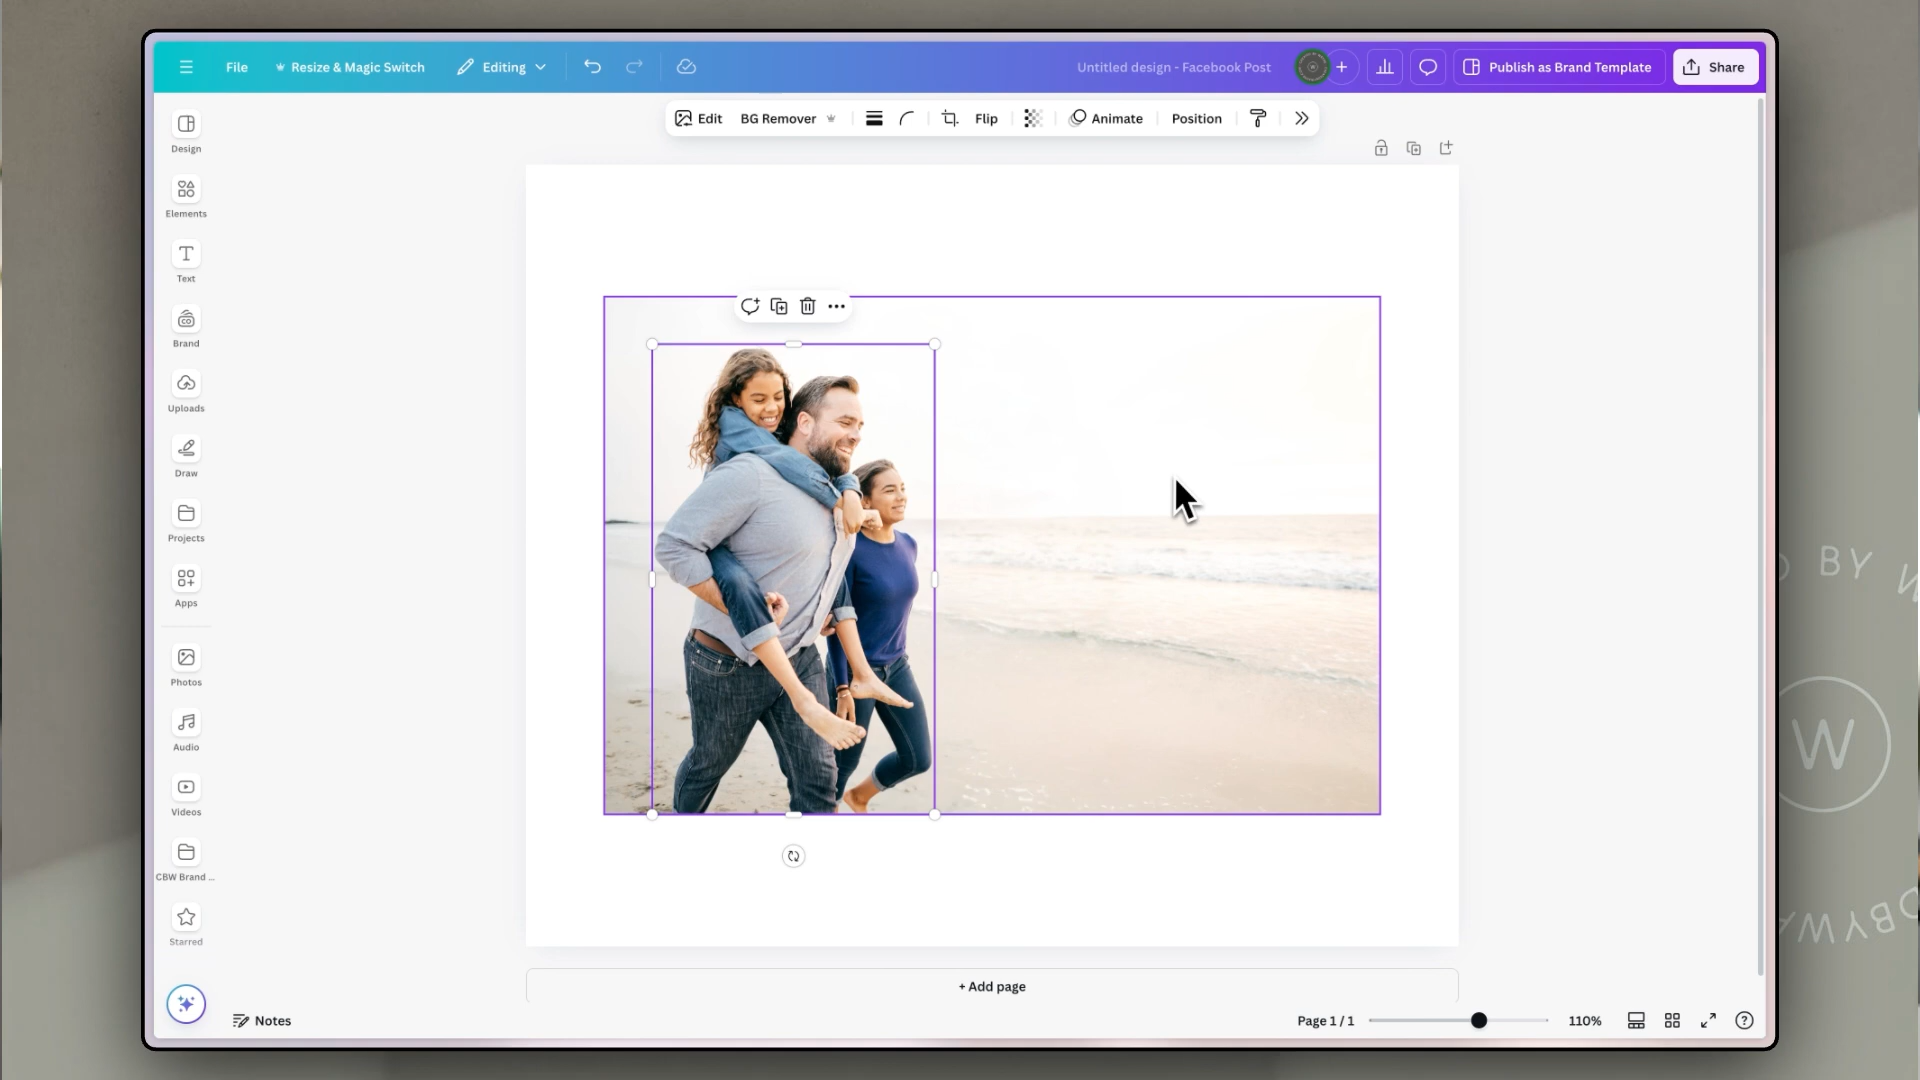 File
Resize & Magic Switch
Editing
Untitled design - Facebook Post
Publish as Brand Template
Share
Edit
BG Remover
Flip
Animate
Position
Design
Elements
Text
Brand
Uploads
Draw
Projects
Apps
Photos
Audio
Videos
CBW Brand ...
Starred
+ Add page
Notes
Page 1 / 1
110%
BY
W